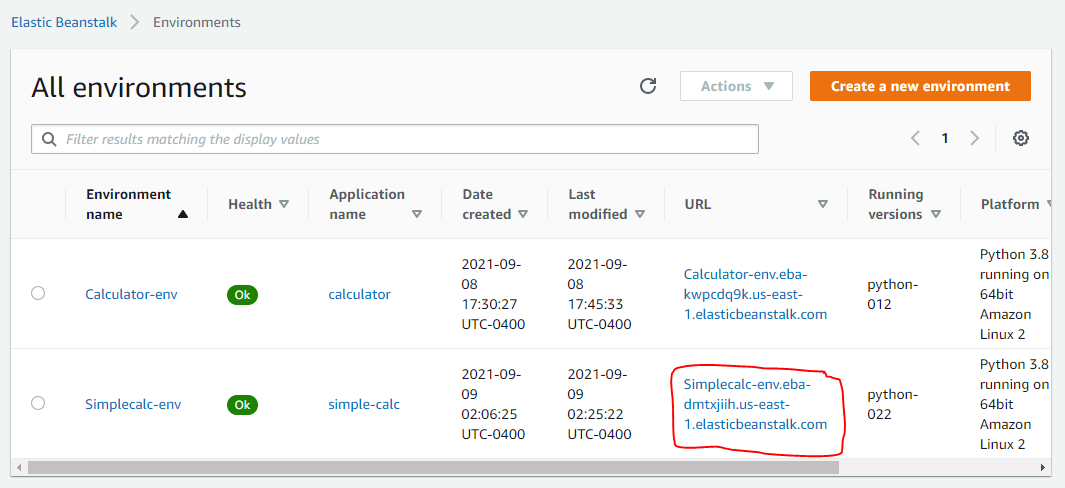 Elastic Beanstalk > Environments
All environments
Actions
Create a new environment
Filter results matching the display values
1
Environment name
Health
Application name
Date created
Last modified
URL
Running versions
Platform
Calculator-env
Ok
calculator
2021-09-
08
17:30:27
UTC-0400
2021-09-
08
17:45:33
UTC-0400
Calculator-env.eba-
kwpcdq9k.us-east-
1.elasticbeanstalk.com
python-
012
Python 3.8
running on
64bit
Amazon
Linux 2
Simplecalc-env
Ok
simple-calc
2021-09-
09
02:06:25
UTC-0400
2021-09-
09
02:25:22
UTC-0400
Simplecalc-env.eba-
dmtxjiih.us-east-
1.elasticbeanstalk.com
python-
022
Python 3.8
running on
64bit
Amazon
Linux 2